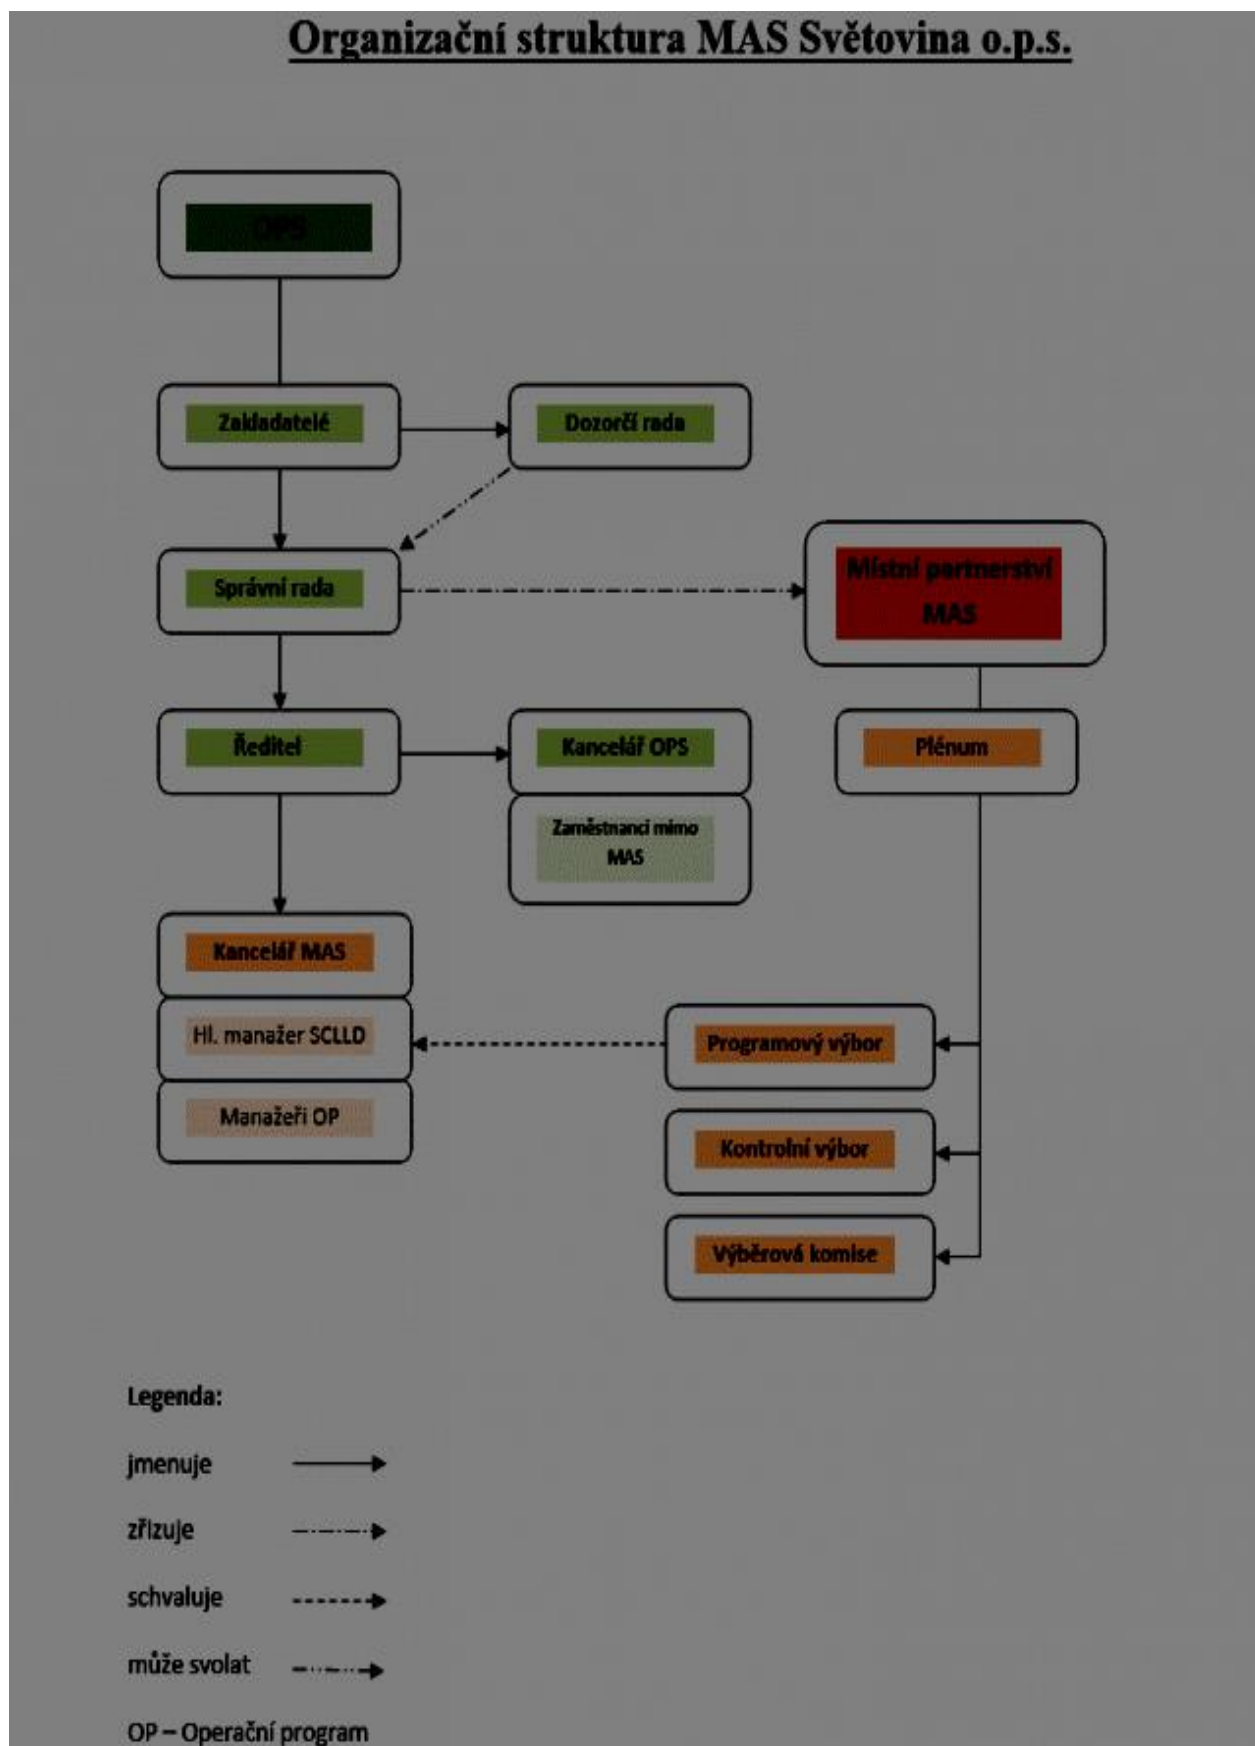 Organizační struktura MAS Světovina o.p.s.
OPS
Zakladatelé
Dozorčí rada
Správní rada
Místní partnerství
MAS
Ředitel
Kancelář OPS
Plénum
Zaměstnanci mimo
MAS
Kancelář MAS
Hl. manažer SCLLD
Programový výbor
Manažeři OP
Kontrolní výbor
Výběrová komise
Legenda:
jmenuje
zřizuje
schvaluje
může svolat
OP – Operační program